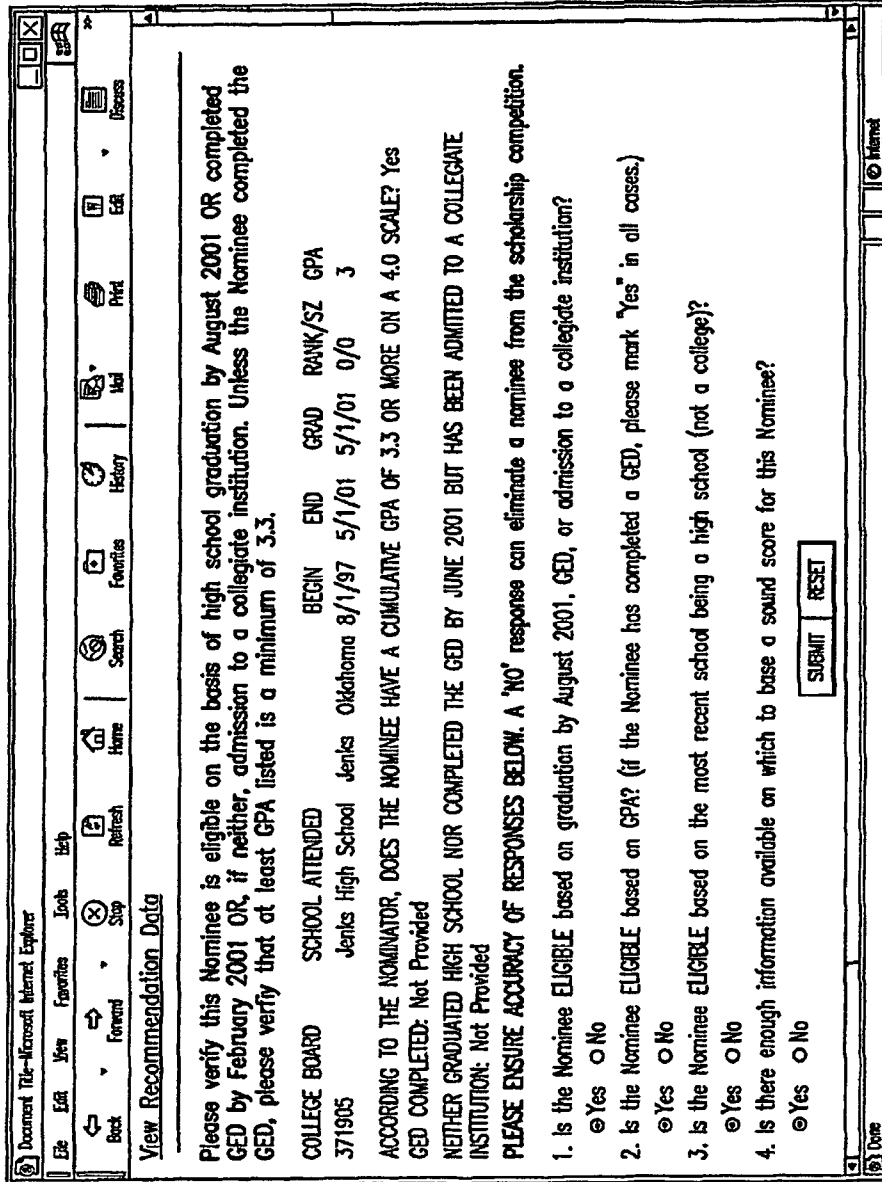 Document Title-Microsoft Internet Explorer
File Edit View Favorites Tools Help
Back Forward Stop Refresh Home Search Favorites History Mail Print Edit Discuss
View Recommendation Data
Please verify this Nominee is eligible on the basis of high school graduation by August 2001 OR completed
GED by February 2001 OR, if neither, admission to a collegiate institution. Unless the Nominee completed the
GED, please verfiy that at least GPA listed is a minimum of 3.3.
COLLEGE BOARD SCHOOL ATTENDED BEGIN END GRAD RANK/SZ GPA
371905 Jenks High School Jenks Oklahoma 8/1/97 5/1/01 5/1/01 0/0 3
ACCORDING TO THE NOMINATOR, DOES THE NOMINEE HAVE A CUMULATIVE GPA OF 3.3 OR MORE ON A 4.0 SCALE? Yes
GED COMPLETED: Not Provided
NEITHER GRADUATED HIGH SCHOOL NOR COMPLETED THE GED BY JUNE 2001 BUT HAS BEEN ADMITTED TO A COLLEGIATE
INSTITUTION: Not Provided
PLEASE ENSURE ACCURACY OF RESPONSES BELOW. A 'NO' response can eliminate a nominee from the scholarship competition.
1. Is the Nominee ELIGIBLE based on graduation by August 2001, GED, or admission to a collegiate institution?
Yes No
2. Is the Nominee ELIGIBLE based on GPA? (if the Nominee has completed a GED, please mark "Yes" in all cases.)
Yes No
3. Is the Nominee ELIGIBLE based on the most recent school being a high school (not a college)?
Yes No
4. Is there enough information available on which to base a sound score for this Nominee?
Yes No
SUBMIT RESET
Done Internet